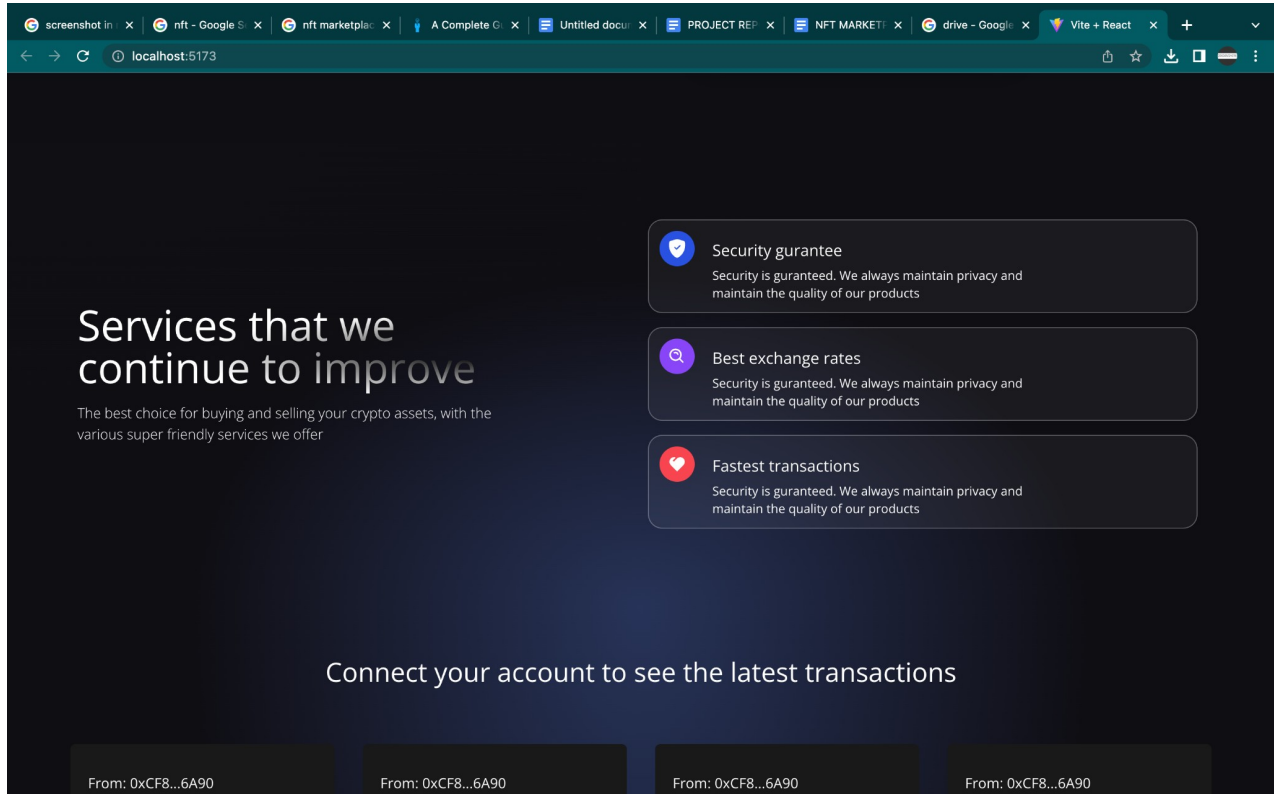 screenshot in
nft - Google S
nft marketplac
A Complete G
Untitled docur
PROJECT REP
NFT MARKET
drive - Google
Vite + React
localhost:5173
Services that we
continue to improve
The best choice for buying and selling your crypto assets, with the
various super friendly services we offer
Security gurantee
Security is guranteed. We always maintain privacy and
maintain the quality of our products
Best exchange rates
Security is guranteed. We always maintain privacy and
maintain the quality of our products
Fastest transactions
Security is guranteed. We always maintain privacy and
maintain the quality of our products
Connect your account to see the latest transactions
From: 0xCF8...6A90
From: 0xCF8...6A90
From: 0xCF8...6A90
From: 0xCF8...6A90